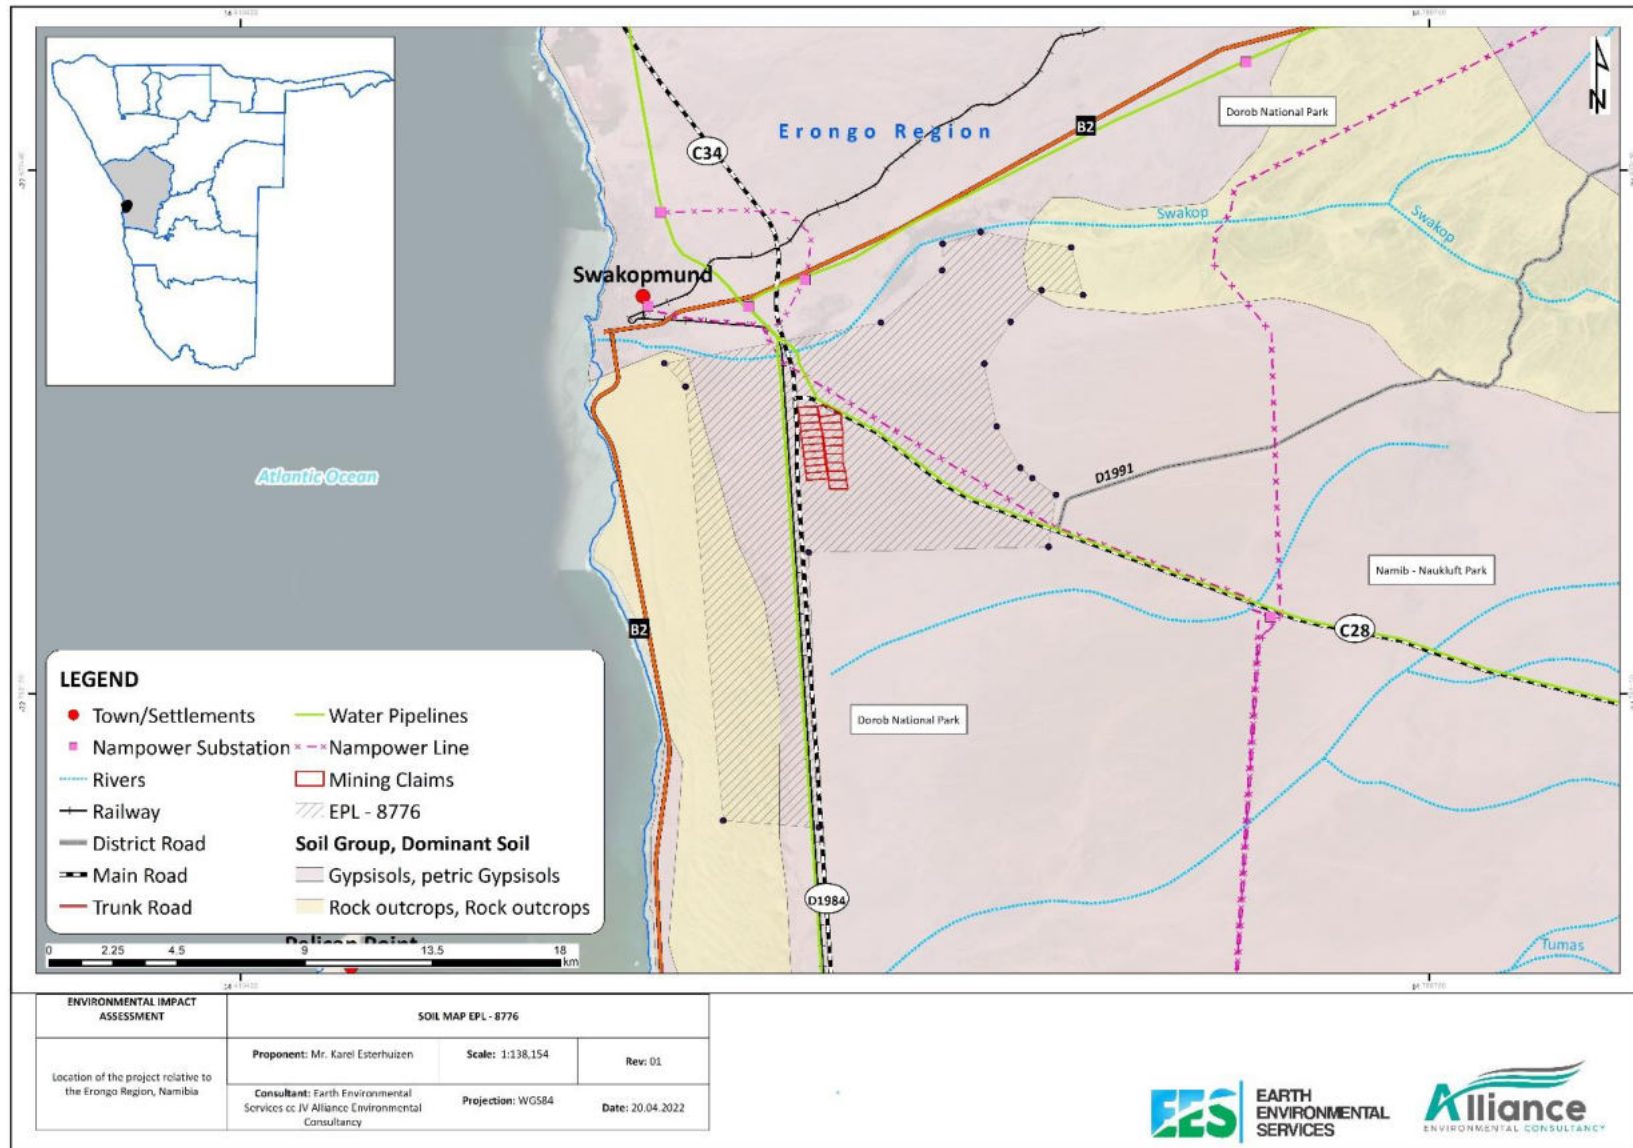 Erongo Region
Dorob National Park
B2
C34
Swakop
Swakop
Swakopmund
Atlantic Ocean
D1991
Namib - Naukluft Park
C28
B2
Dorob National Park
D1984
Tumas
N
LEGEND
Town/Settlements
Nampower Substation
Rivers
Railway
District Road
Main Road
Trunk Road
Water Pipelines
Nampower Line
Mining Claims
EPL - 8776
Soil Group, Dominant Soil
Gypsisols, petric Gypsisols
Rock outcrops, Rock outcrops
Pelican Point
0 2.25 4.5 9 13.5 18
km
ENVIRONMENTAL IMPACT
ASSESSMENT
SOIL MAP EPL - 8776
Location of the project relative to
the Erongo Region, Namibia
Proponent: Mr. Karel Esterhuizen
Scale: 1:138,154
Rev: 01
Consultant: Earth Environmental
Services cc JV Alliance Environmental
Consultancy
Projection: WGS84
Date: 20.04.2022
EES
EARTH
ENVIRONMENTAL
SERVICES
Alliance
ENVIRONMENTAL CONSULTANCY